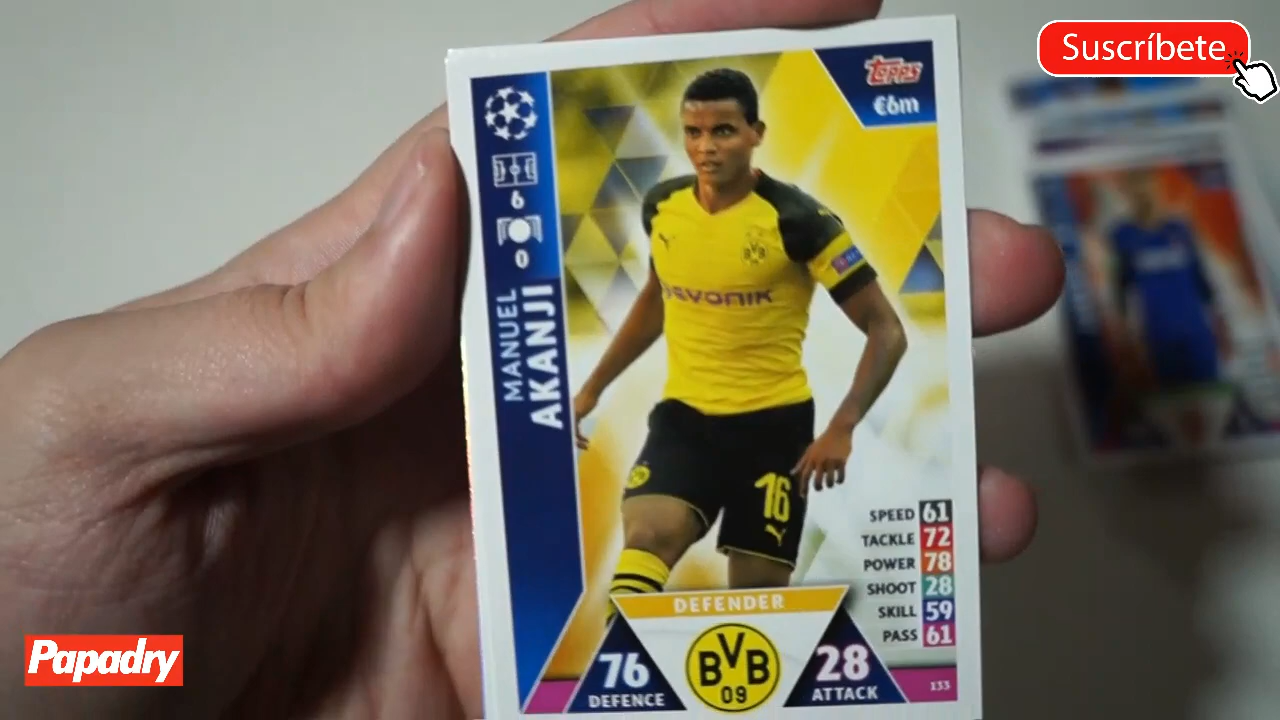 Suscríbete
TOPPS
€6m
6
0
MANUEL
AKANJI
EVONIK
16
SPEED 61
TACKLE 72
POWER 78
SHOOT 28
SKILL 59
PASS 61
DEFENDER
76
DEFENCE
BVB
09
28
ATTACK
133
Papadry